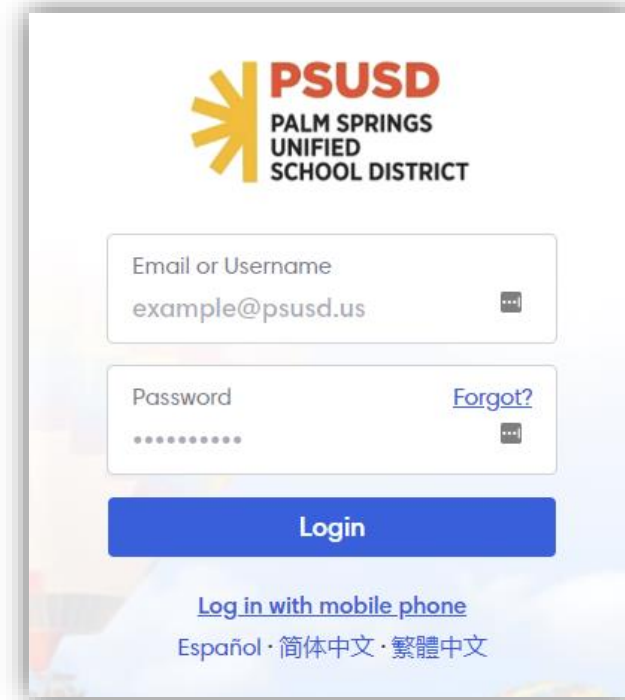 PSUSD
PALM SPRINGS
UNIFIED
SCHOOL DISTRICT
Email or Username
example@psusd.us
Password Forgot?
••••••••••
Login
Log in with mobile phone
Español · 简体中文 · 繁體中文